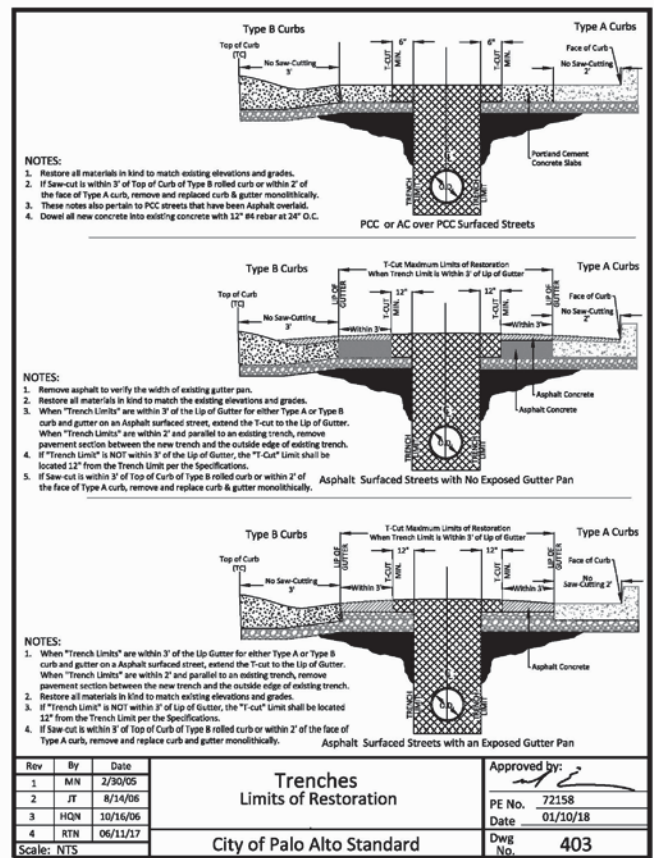 Type B Curbs
Type A Curbs
Top of Curb
(TC)
No Saw-Cutting
3'
6"
T-CUT
MIN.
6"
T-CUT
MIN.
Face of Curb
No Saw-Cutting
2'
Portland Cement
Concrete Slabs
TRENCH
LIMIT
TRENCH
LIMIT
PCC or AC over PCC Surfaced Streets
NOTES:
1. Restore all materials in kind to match existing elevations and grades.
2. If Saw-cut is within 3' of Top of Curb of Type B rolled curb or within 2' of
the face of Type A curb, remove and replaced curb & gutter monolithically.
3. These notes also pertain to PCC streets that have been Asphalt overlaid.
4. Dowel all new concrete into existing concrete with 12" #4 rebar at 24" O.C.
Type B Curbs
T-Cut Maximum Limits of Restoration
When Trench Limit is Within 3' of Lip of Gutter
Type A Curbs
Top of Curb
(TC)
No Saw-Cutting
3'
LIP OF
GUTTER
Within 3'
12"
T-CUT
MIN.
12"
T-CUT
MIN.
Within 3'
LIP OF
GUTTER
Face of Curb
No Saw-Cutting
2'
Asphalt Concrete
Asphalt Concrete
TRENCH
LIMIT
TRENCH
LIMIT
NOTES:
1. Remove asphalt to verify the width of existing gutter pan.
2. Restore all materials in kind to match the existing elevations and grades.
3. When "Trench Limits" are within 3' of the Lip of Gutter for either Type A or Type B
curb and gutter on an Asphalt surfaced street, extend the T-cut to the Lip of Gutter.
When "Trench Limits" are within 2' and parallel to an existing trench, remove
pavement section between the new trench and the outside edge of existing trench.
4. If "Trench Limit" is NOT within 3' of the Lip of Gutter, the "T-Cut" Limit shall be
located 12" from the Trench Limit per the Specifications.
5. If Saw-cut is within 3' of Top of Curb of Type B rolled curb or within 2' of
the face of Type A curb, remove and replace curb & gutter monolithically.
Asphalt Surfaced Streets with No Exposed Gutter Pan
Type B Curbs
T-Cut Maximum Limits of Restoration
When Trench Limit is Within 3' of Lip of Gutter
Type A Curbs
Top of Curb
(TC)
No Saw-Cutting
3'
LIP OF
GUTTER
Within 3'
12"
T-CUT
MIN.
12"
T-CUT
MIN.
Within 3'
LIP OF
GUTTER
Face of Curb
No
Saw-Cutting 2'
Asphalt Concrete
TRENCH
LIMIT
TRENCH
LIMIT
NOTES:
1. When "Trench Limits" are within 3' of the Lip Gutter for either Type A or Type B
curb and gutter on a Asphalt surfaced street, extend the T-cut to the Lip of Gutter.
When "Trench Limits" are within 2' and parallel to an existing trench, remove
pavement section between the new trench and the outside edge of existing trench.
2. Restore all materials in kind to match existing elevations and grades.
3. If "Trench Limit" is NOT within 3' of Lip of Gutter, the "T-cut" Limit shall be located
12" from the Trench Limit per the Specifications.
4. If Saw-cut is within 3' of Top of Curb of Type B rolled curb or within 2' of the face of
Type A curb, remove and replace curb and gutter monolithically.
Asphalt Surfaced Streets with an Exposed Gutter Pan
Rev By Date
1 MN 2/30/05
2 JT 8/14/06
3 HQN 10/16/06
4 RTN 06/11/17
Scale: NTS
Trenches
Limits of Restoration
City of Palo Alto Standard
Approved by:
PE No. 72158
Date 01/10/18
Dwg
No. 403